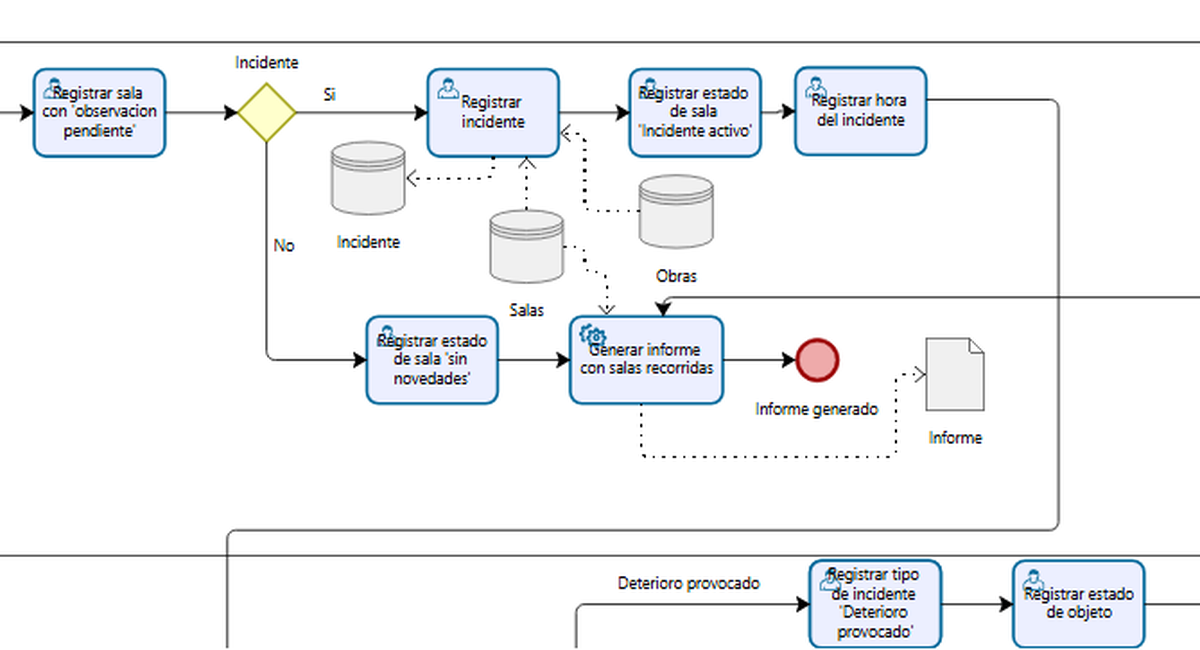 Incidente
Registrar sala
con 'observacion
pendiente'
Si
Registrar
incidente
Registrar estado
de sala
'Incidente activo'
Registrar hora
del incidente
Incidente
No
Salas
Obras
Registrar estado
de sala 'sin
novedades'
Generar informe
con salas recorridas
Informe generado
Informe
Deterioro provocado
Registrar tipo
de incidente
'Deterioro
provocado'
Registrar estado
de objeto